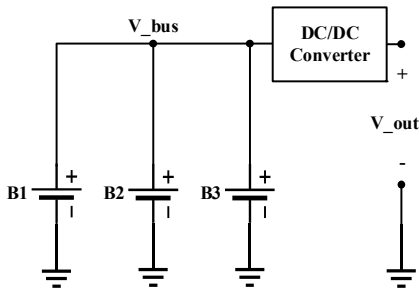 V_bus
DC/DC
Converter
+
V_out
-
B1
+
-
B2
+
-
B3
+
-